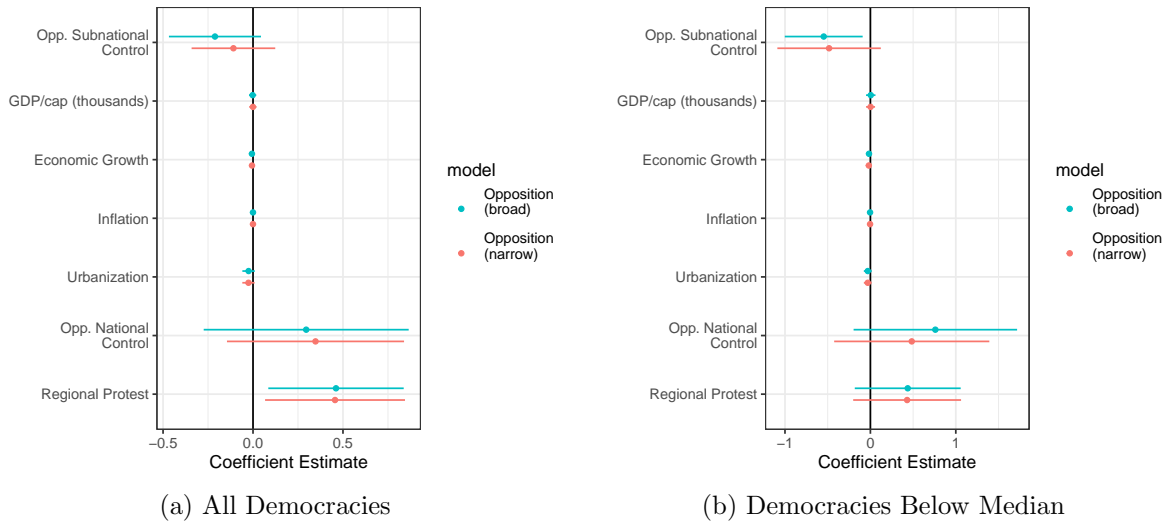 Opp. Subnational
Control
GDP/cap (thousands)
Economic Growth
Inflation
Urbanization
Opp. National
Control
Regional Protest
−0.5
0.0
0.5
Coefficient Estimate
model
Opposition
(broad)
Opposition
(narrow)
(a) All Democracies
Opp. Subnational
Control
GDP/cap (thousands)
Economic Growth
Inflation
Urbanization
Opp. National
Control
Regional Protest
−1
0
1
Coefficient Estimate
model
Opposition
(broad)
Opposition
(narrow)
(b) Democracies Below Median